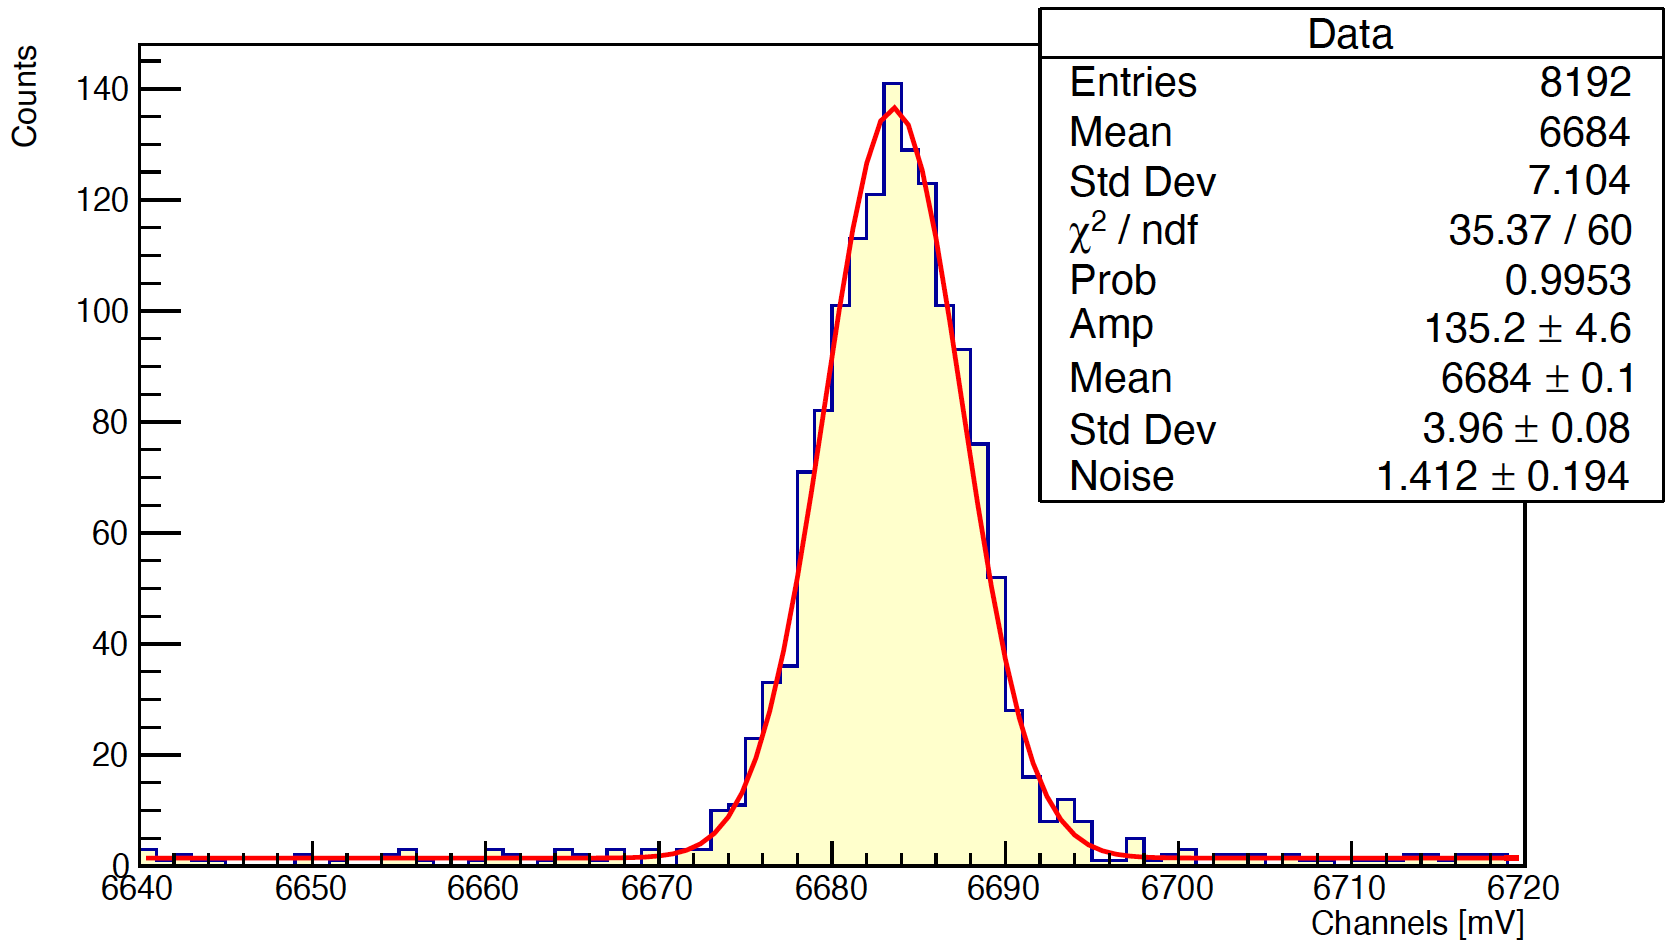 Data
Entries 8192
Mean 6684
Std Dev 7.104
χ² / ndf 35.37 / 60
Prob 0.9953
Amp 135.2 ± 4.6
Mean 6684 ± 0.1
Std Dev 3.96 ± 0.08
Noise 1.412 ± 0.194
Counts
140
120
100
80
60
40
20
0
6640 6650 6660 6670 6680 6690 6700 6710 6720
Channels [mV]